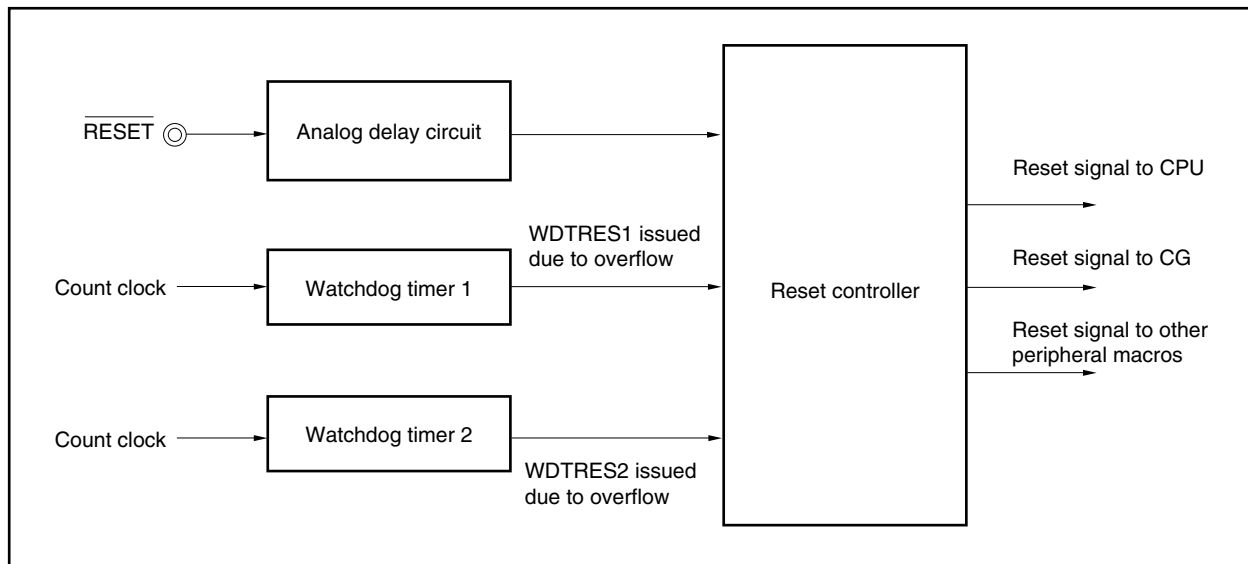 RESET
Analog delay circuit
Reset signal to CPU
WDTRES1 issued
due to overflow
Reset signal to CG
Count clock
Watchdog timer 1
Reset controller
Reset signal to other
peripheral macros
Count clock
Watchdog timer 2
WDTRES2 issued
due to overflow